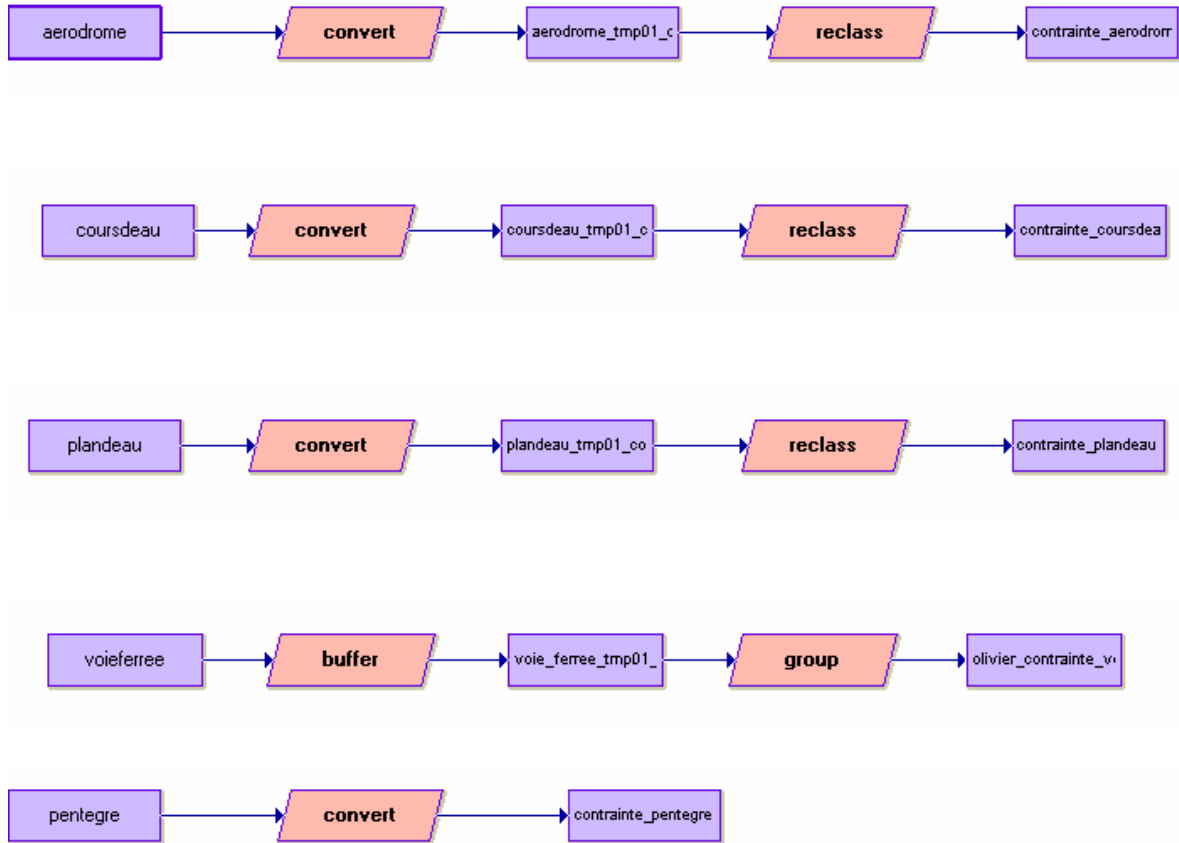 aerodrome convert aerodrome_tmp01_c reclass contrainte_aerodrom
coursdeau convert coursdeau_tmp01_c reclass contrainte_coursdea
plandeau convert plandeau_tmp01_co reclass contrainte_plandeau
voieferree buffer voie_ferree_tmp01_ group olivier_contrainte_v
pentegre convert contrainte_pentegre